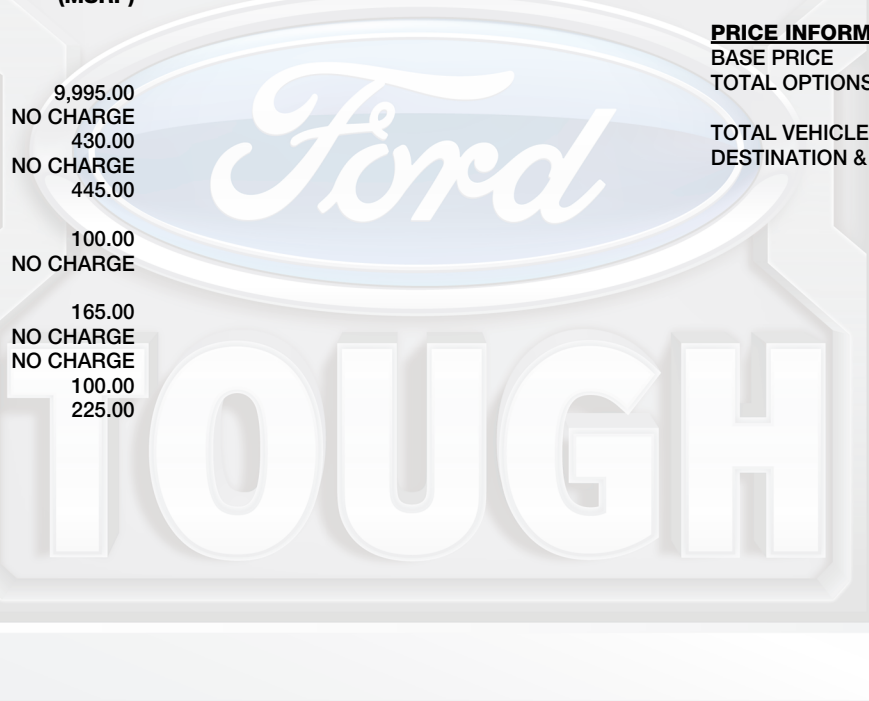 9,995.00
NO CHARGE
430.00
NO CHARGE
445.00
100.00
NO CHARGE
165.00
NO CHARGE
NO CHARGE
100.00
225.00
PRICE INFORM
BASE PRICE
TOTAL OPTIONS
TOTAL VEHICLE
DESTINATION &
Ford
TOUGH